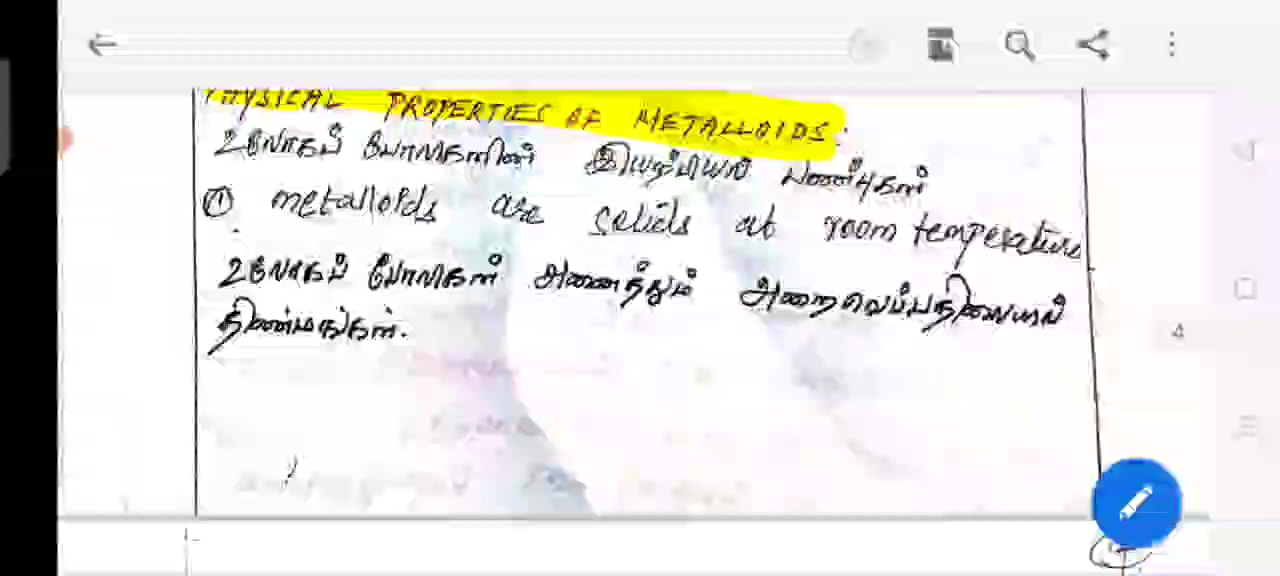 PHYSICAL PROPERTIES OF METALLOIDS:
உலோகப் போலிகளின் இயற்பியல் பண்புகள்
① metalloids are solids at room temperature
உலோகப் போலிகள் அனைத்தும் அறை வெப்பநிலையில்
திண்மங்கள்.
4